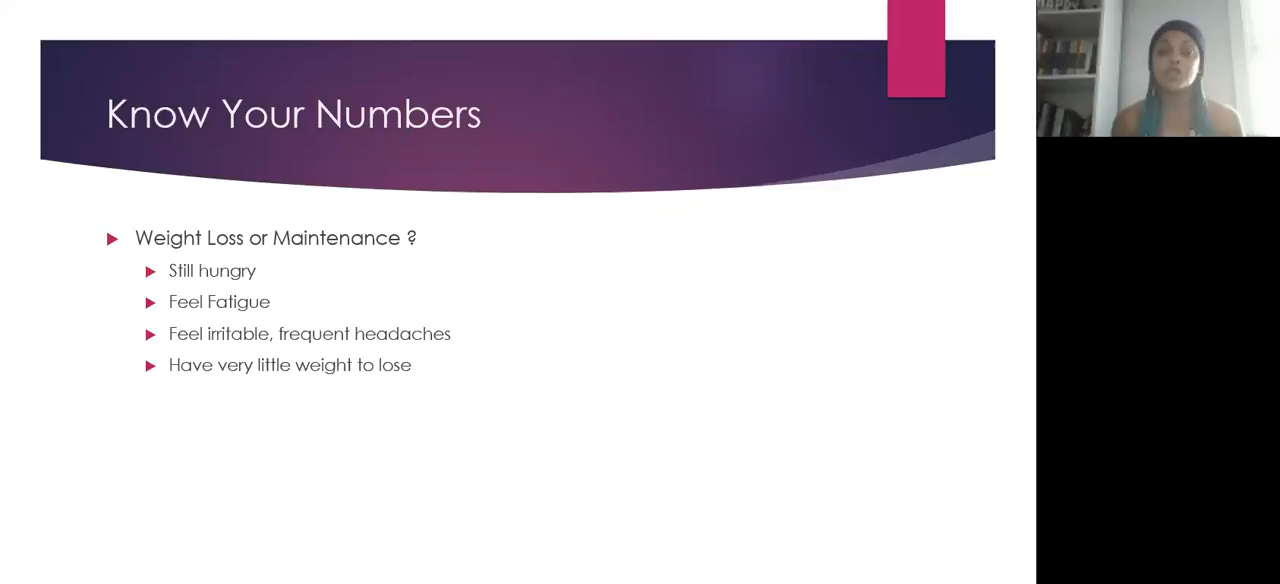 Know Your Numbers
Weight Loss or Maintenance ?
Still hungry
Feel Fatigue
Feel irritable, frequent headaches
Have very little weight to lose